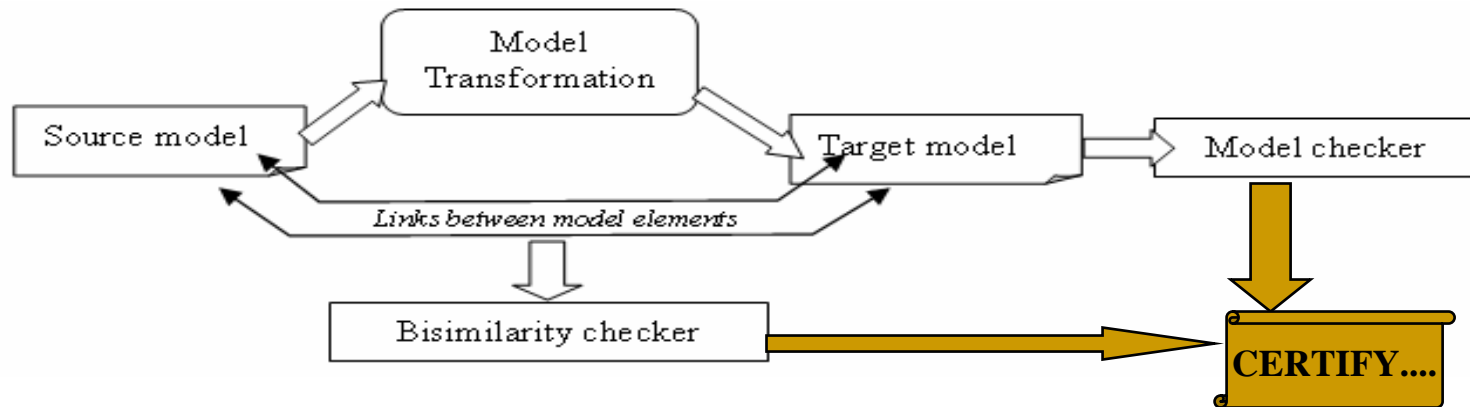 Model
Transformation
Source model
Target model
Model checker
Links between model elements
Bisimilarity checker
CERTIFY....